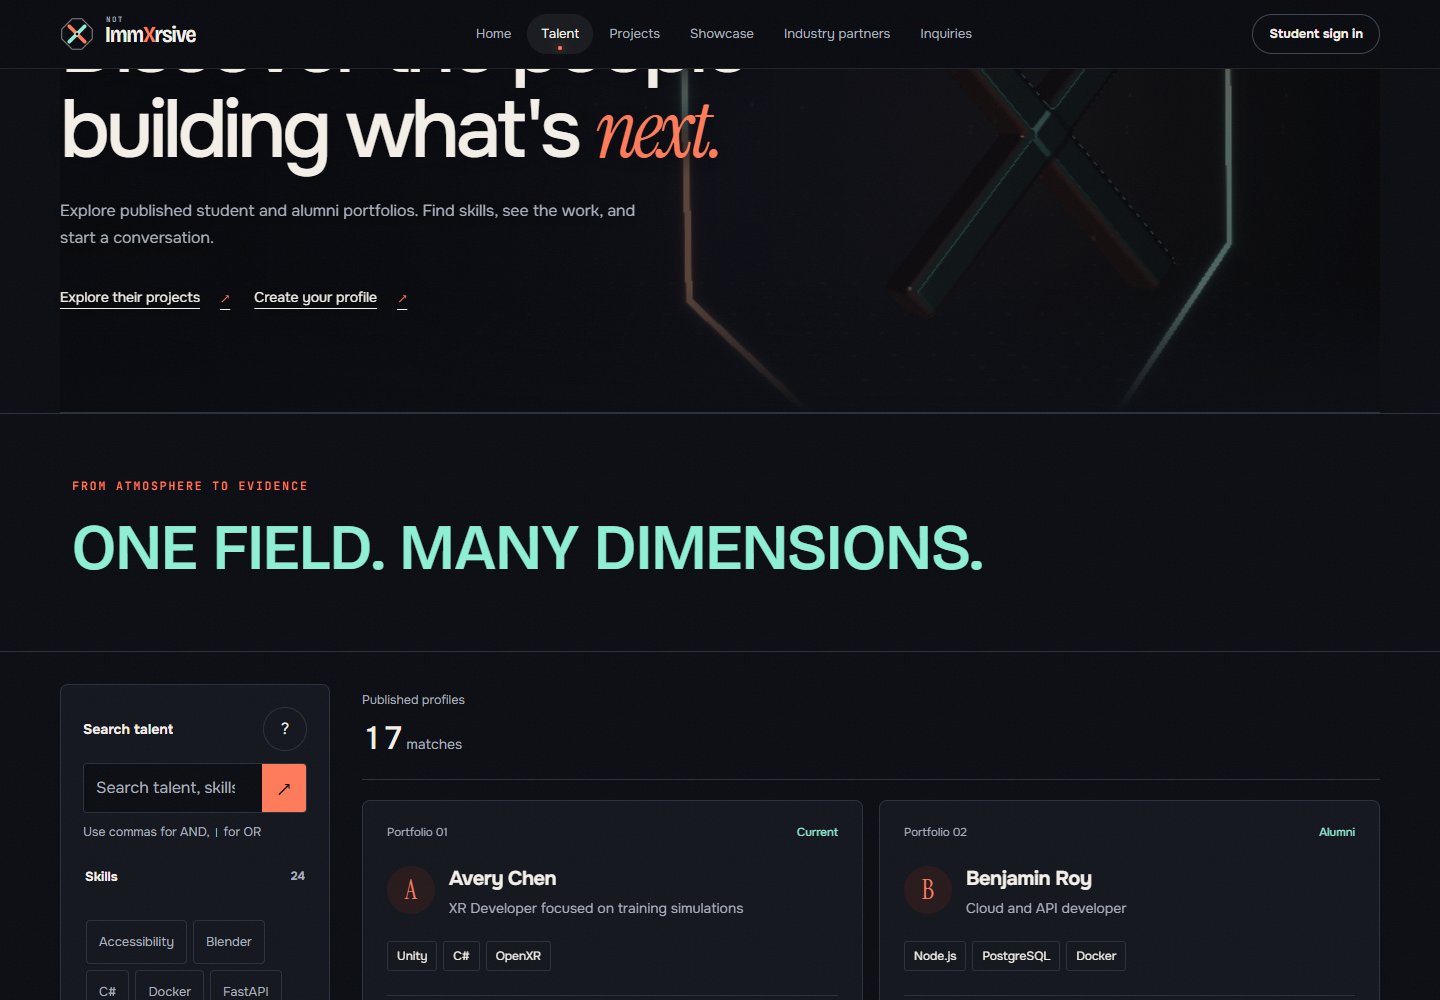 NOT
ImmXrsive
Home
Talent
Projects
Showcase
Industry partners
Inquiries
Student sign in
Discover the people
building what's next.
Explore published student and alumni portfolios. Find skills, see the work, and
start a conversation.
Explore their projects ↗
Create your profile ↗
FROM ATMOSPHERE TO EVIDENCE
ONE FIELD. MANY DIMENSIONS.
Search talent
?
Search talent, skills
↗
Use commas for AND, | for OR
Skills
24
Accessibility
Blender
C#
Docker
FastAPI
Published profiles
17 matches
Portfolio 01
Current
A
Avery Chen
XR Developer focused on training simulations
Unity
C#
OpenXR
Portfolio 02
Alumni
B
Benjamin Roy
Cloud and API developer
Node.js
PostgreSQL
Docker